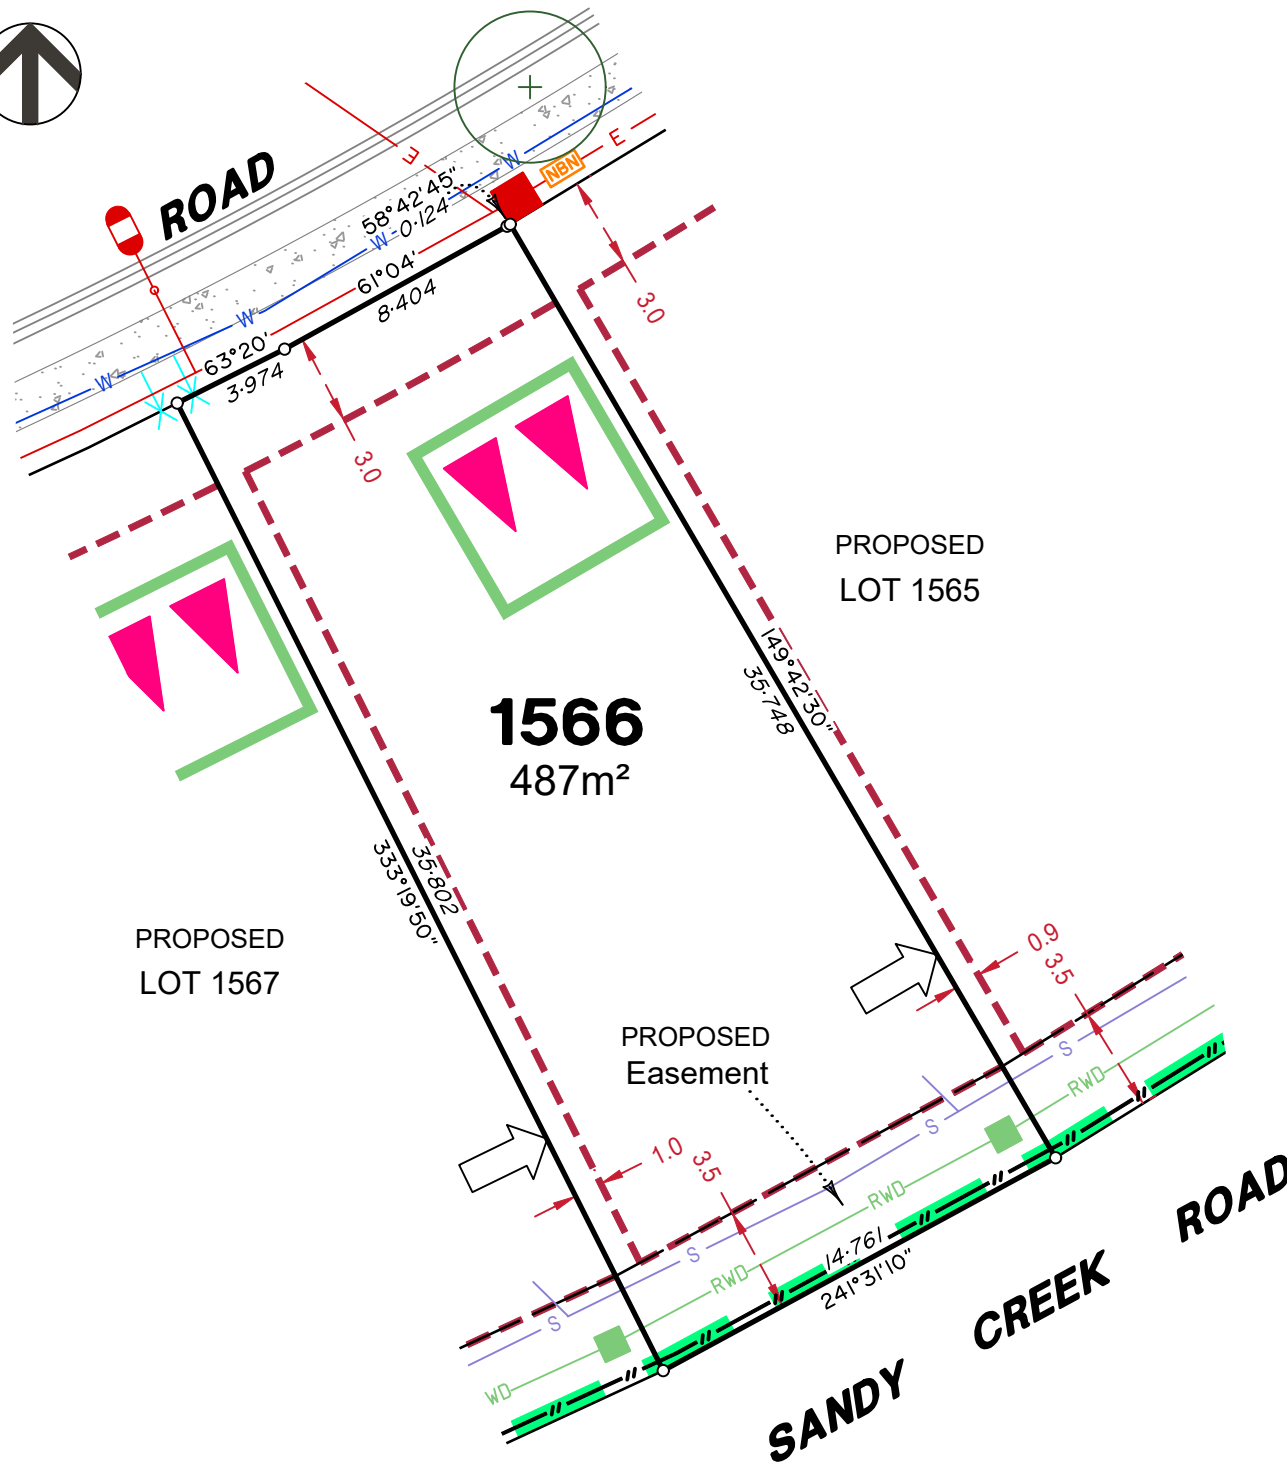 ROAD
E
W
NBN
E
58°42'45"
0·124
W
61°04'
8·404
W
63°20'
3·974
W
3.0
3.0
PROPOSED
LOT 1565
149°42'30"
35·748
1566
487m²
35·802
333°19'50"
PROPOSED
LOT 1567
0.9
3.5
PROPOSED
Easement
S
RWD
S
1.0
3.5
RWD
S
14·761
241°31'10"
RWD
S
WD
SANDY CREEK ROAD